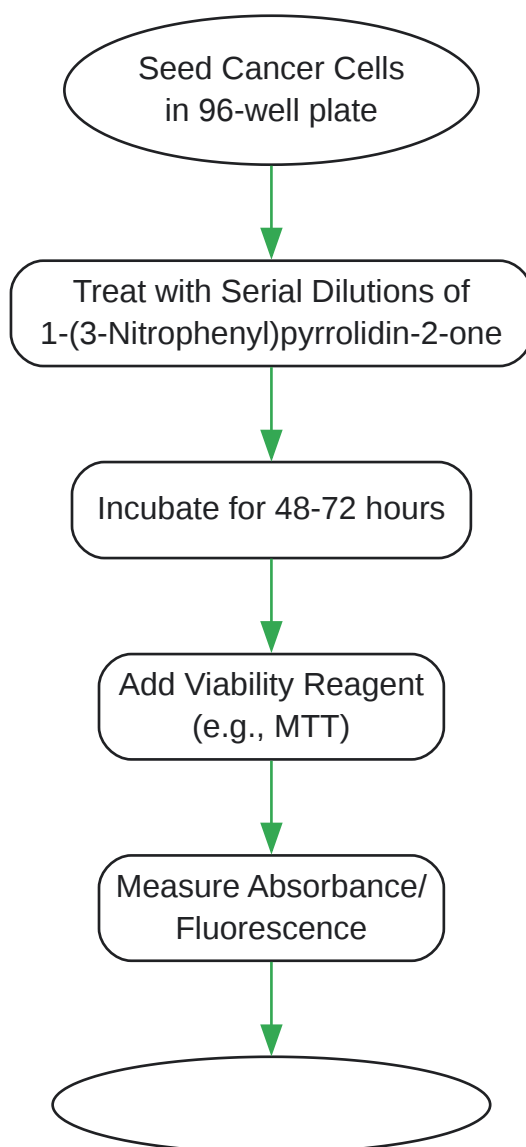 Seed Cancer Cells
in 96-well plate
Treat with Serial Dilutions of
1-(3-Nitrophenyl)pyrrolidin-2-one
Incubate for 48-72 hours
Add Viability Reagent
(e.g., MTT)
Measure Absorbance/
Fluorescence